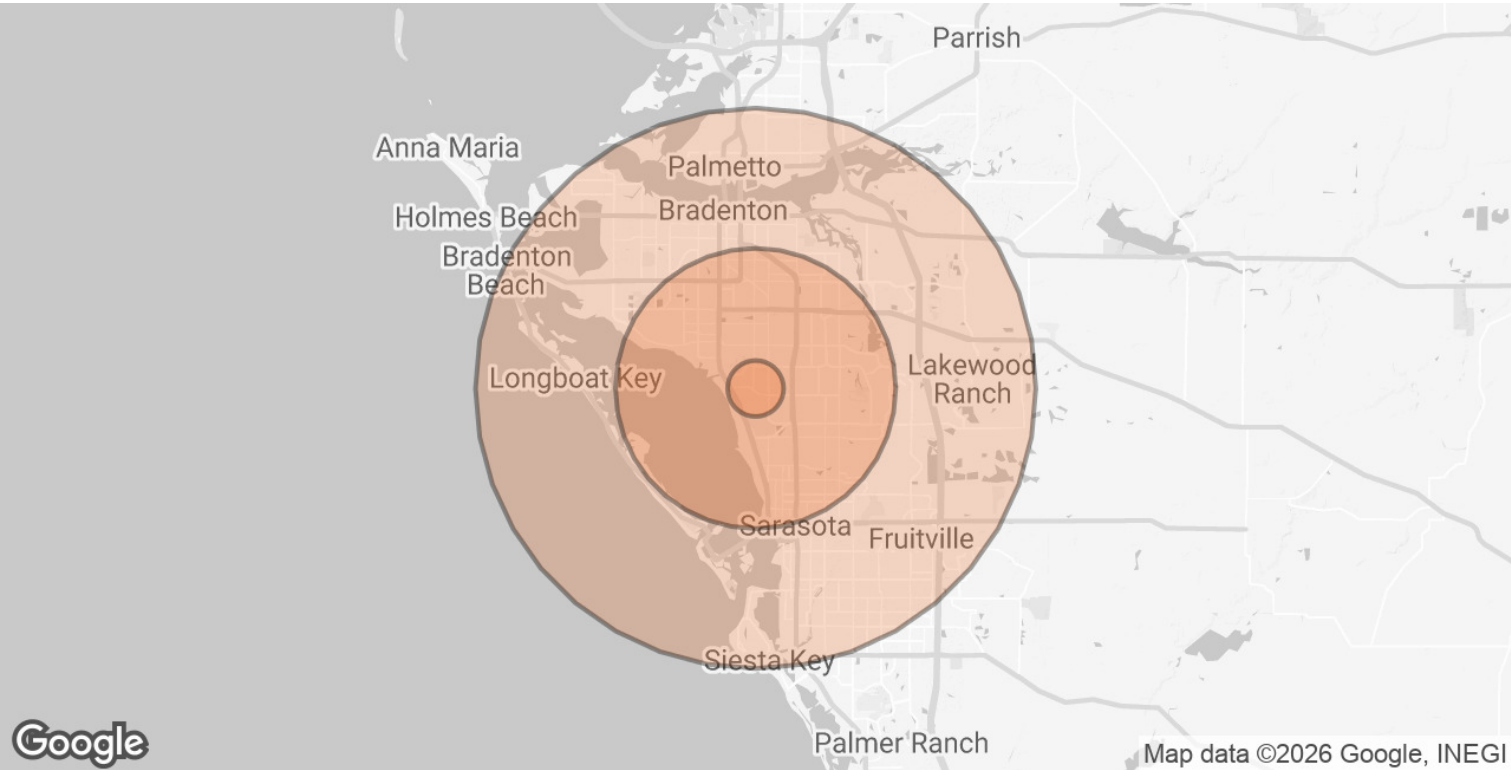 Parrish
Anna Maria
Palmetto
Holmes Beach
Bradenton
Bradenton
Beach
Lakewood
Ranch
Longboat Key
Sarasota
Fruitville
Siesta Key
Palmer Ranch
Google
Map data ©2026 Google, INEGI